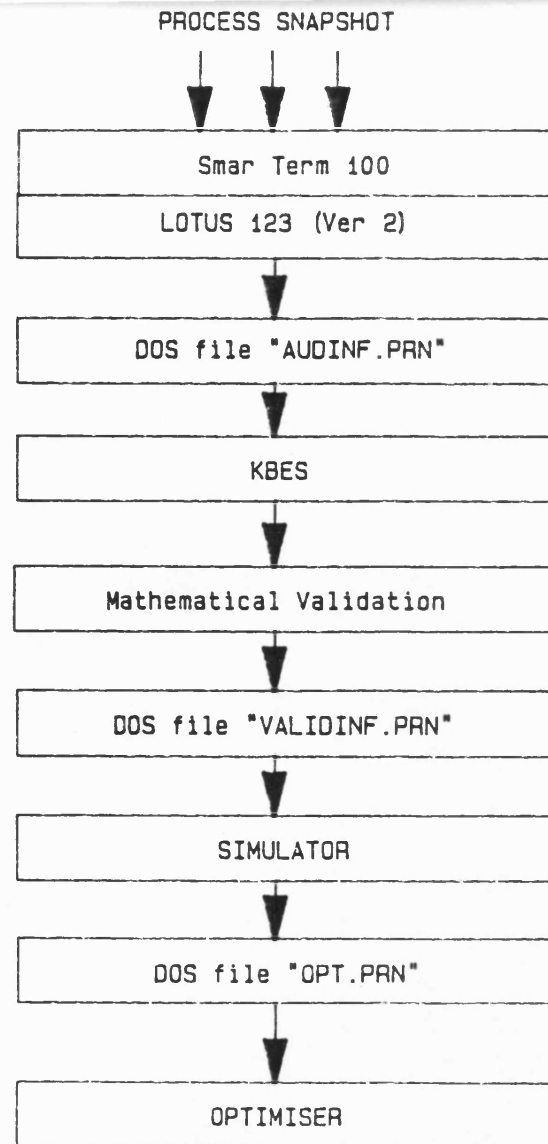 PROCESS SNAPSHOT
Smar Term 100
LOTUS 123 (Ver 2)
DOS file "AUDINF.PRN"
KBES
Mathematical Validation
DOS file "VALIDINF.PRN"
SIMULATOR
DOS file "OPT.PRN"
OPTIMISER